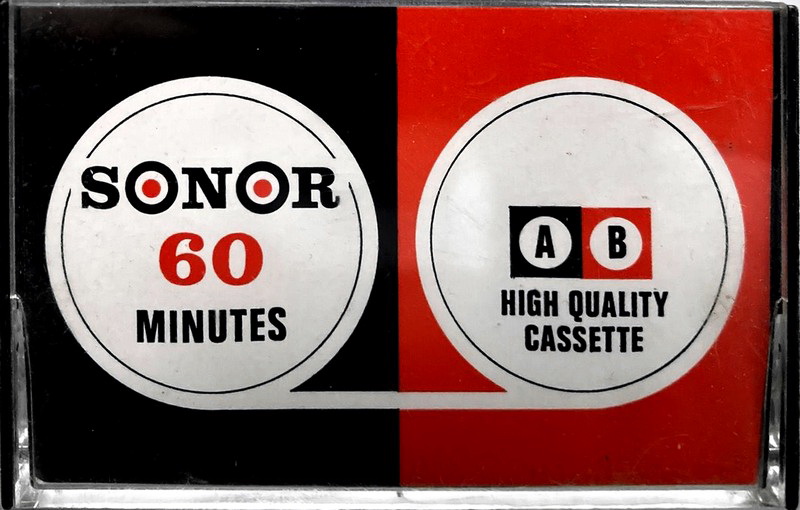 SONOR
60
MINUTES
A B
HIGH QUALITY
CASSETTE